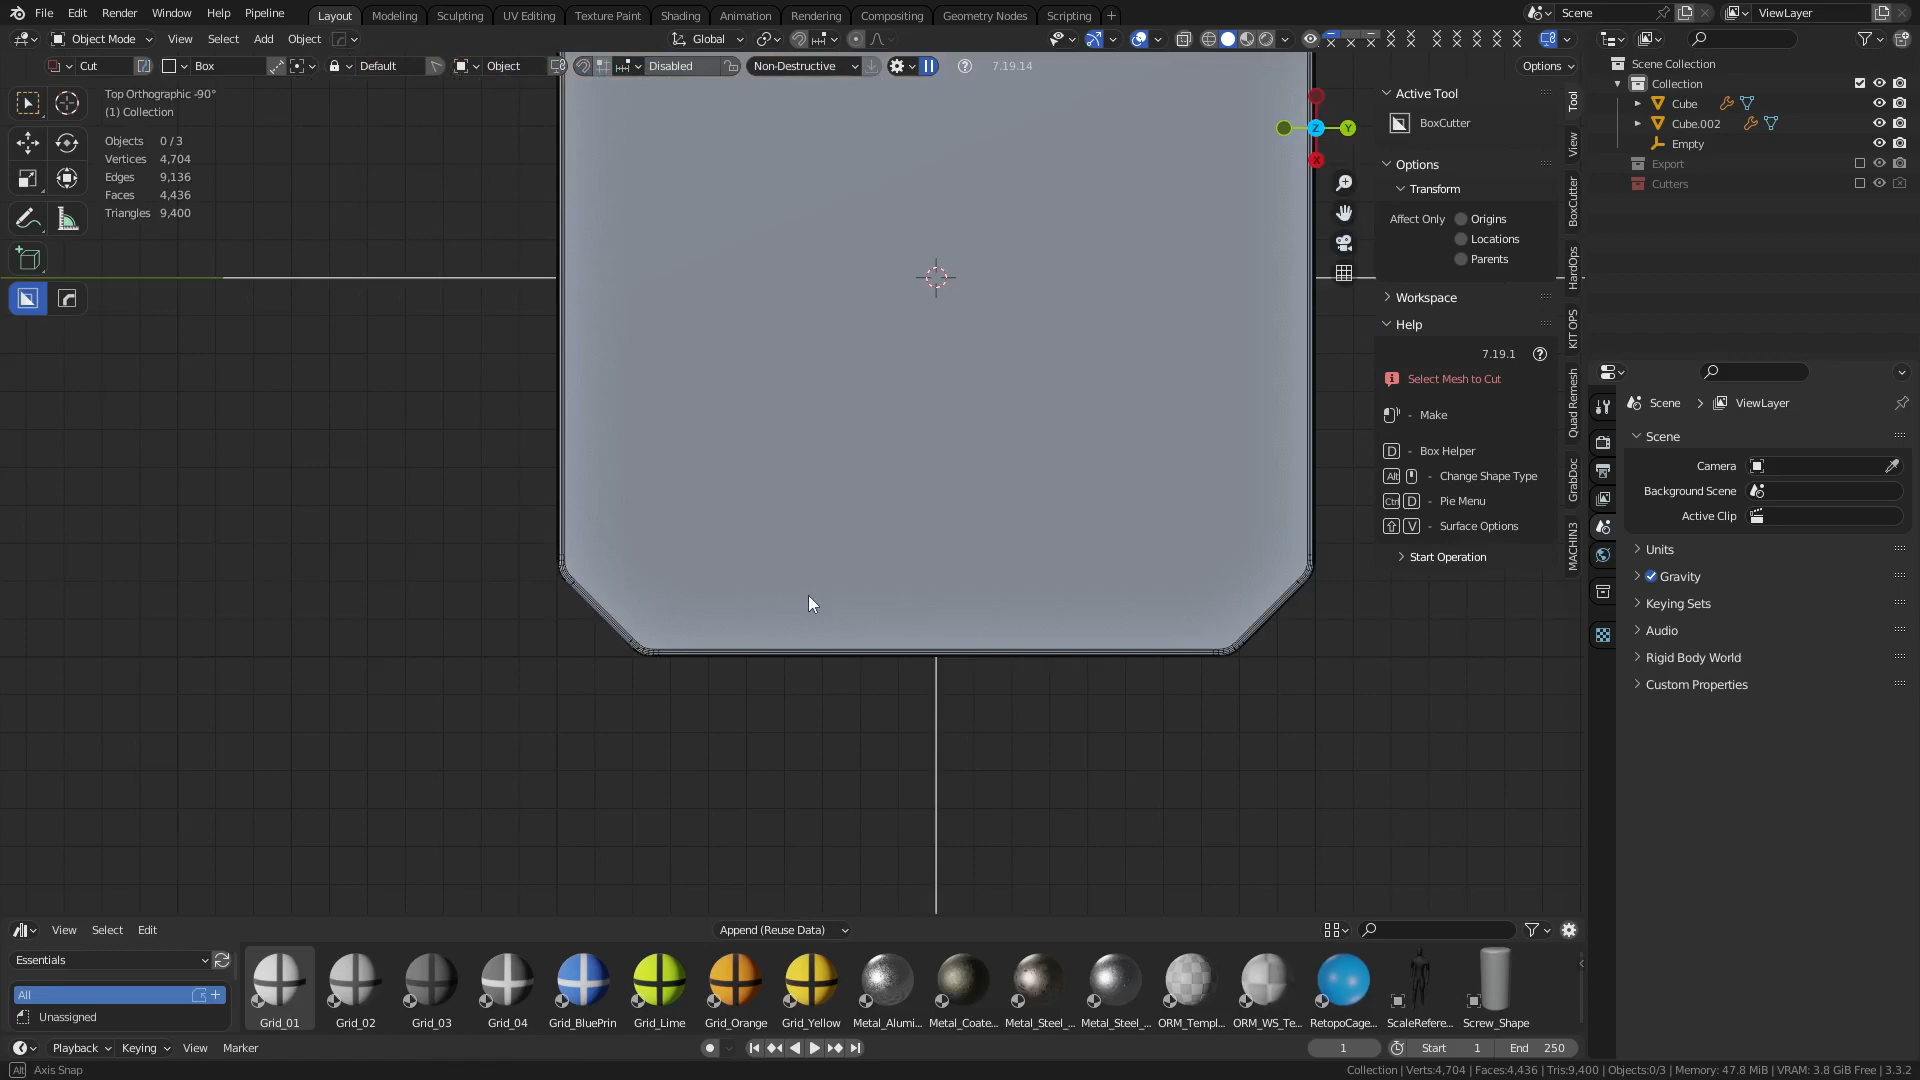 File Edit Render Window Help Pipeline Layout Modeling Sculpting UV Editing Texture Paint Shading Animation Rendering Compositing Geometry Nodes Scripting + Scene ViewLayer
Object Mode View Select Add Object Global
Cut Box Default Object Disabled Non-Destructive 7.19.14 Options
Top Orthographic -90°
(1) Collection
Objects 0/3
Vertices 4,704
Edges 9,136
Faces 4,436
Triangles 9,400
Z Y X
Active Tool
BoxCutter
Options
Transform
Affect Only Origins
Locations
Parents
Workspace
Help
7.19.1
Select Mesh to Cut
- Make
D - Box Helper
Alt - Change Shape Type
Ctrl D - Pie Menu
V - Surface Options
Start Operation
Tool
View
BoxCutter
HardOps
KIT OPS
Quad Remesh
GrabDoc
MACHIN3
Scene Collection
Collection
Cube
Cube.002
Empty
Export
Cutters
Scene ViewLayer
Scene
Camera
Background Scene
Active Clip
Units
Gravity
Keying Sets
Audio
Rigid Body World
Custom Properties
View Select Edit Append (Reuse Data)
Essentials
All
Unassigned
Grid_01 Grid_02 Grid_03 Grid_04 Grid_BluePrin Grid_Lime Grid_Orange Grid_Yellow Metal_Alumi... Metal_Coate... Metal_Steel_... Metal_Steel_... ORM_Templ... ORM_WS_Te... RetopoCage... ScaleRefere... Screw_Shape
Playback Keying View Marker 1 Start 1 End 250
Alt Axis Snap Collection | Verts:4,704 | Faces:4,436 | Tris:9,400 | Objects:0/3 | Memory: 47.8 MiB | VRAM: 3.8 GiB Free | 3.3.2